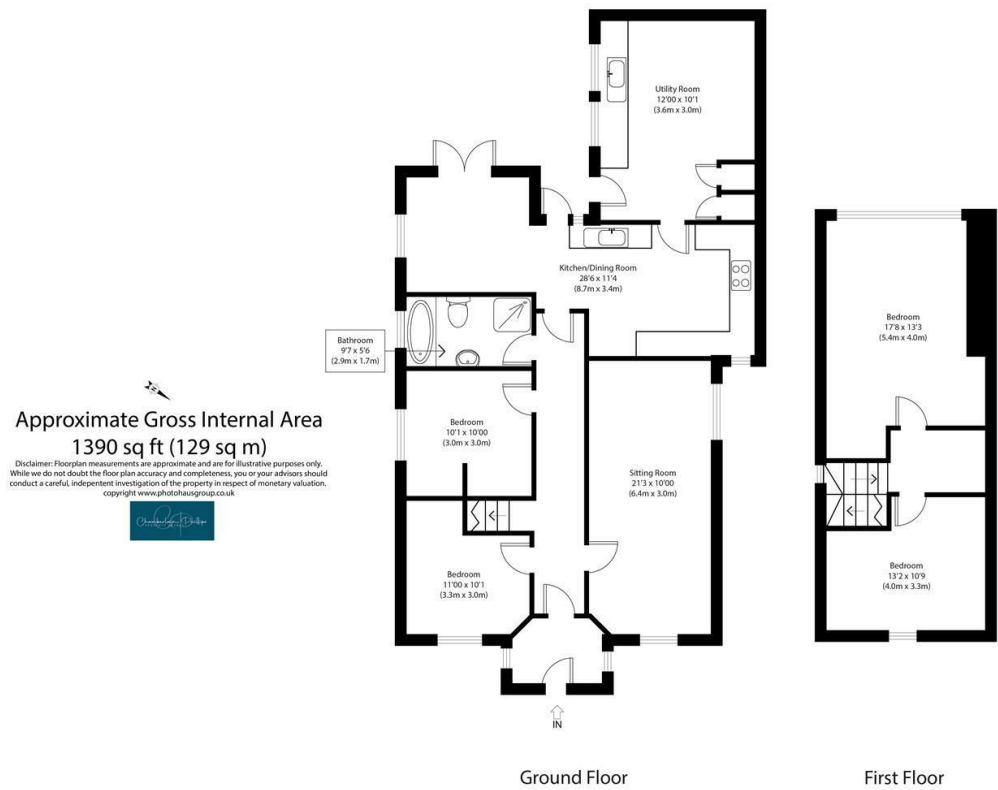 Utility Room
12'00 x 10'1
(3.6m x 3.0m)
Kitchen/Dining Room
28'6 x 11'4
(8.7m x 3.4m)
Bathroom
9'7 x 5'6
(2.9m x 1.7m)
Bedroom
10'1 x 10'00
(3.0m x 3.0m)
Sitting Room
21'3 x 10'00
(6.4m x 3.0m)
Bedroom
11'00 x 10'1
(3.3m x 3.0m)
IN
Bedroom
17'8 x 13'3
(5.4m x 4.0m)
Bedroom
13'2 x 10'9
(4.0m x 3.3m)
N
Approximate Gross Internal Area
1390 sq ft (129 sq m)
Disclaimer: Floorplan measurements are approximate and are for illustrative purposes only.
While we do not doubt the floor plan accuracy and completeness, you or your advisors should
conduct a careful, indepentent investigation of the property in respect of monetary valuation.
copyright www.photohausgroup.co.uk
Chamberlain Phillips
Ground Floor
First Floor